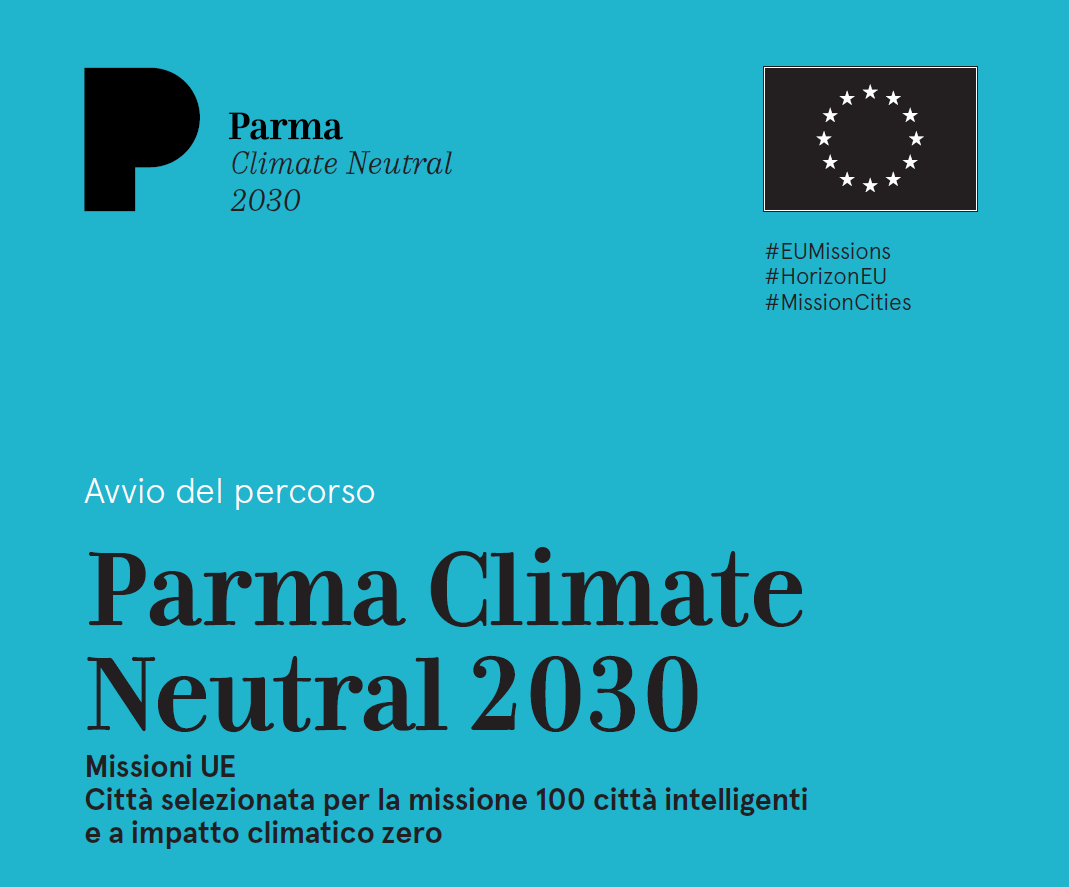 Parma
Climate Neutral
2030
#EUMissions
#HorizonEU
#MissionCities
Avvio del percorso
Parma Climate
Neutral 2030
Missioni UE
Città selezionata per la missione 100 città intelligenti
e a impatto climatico zero